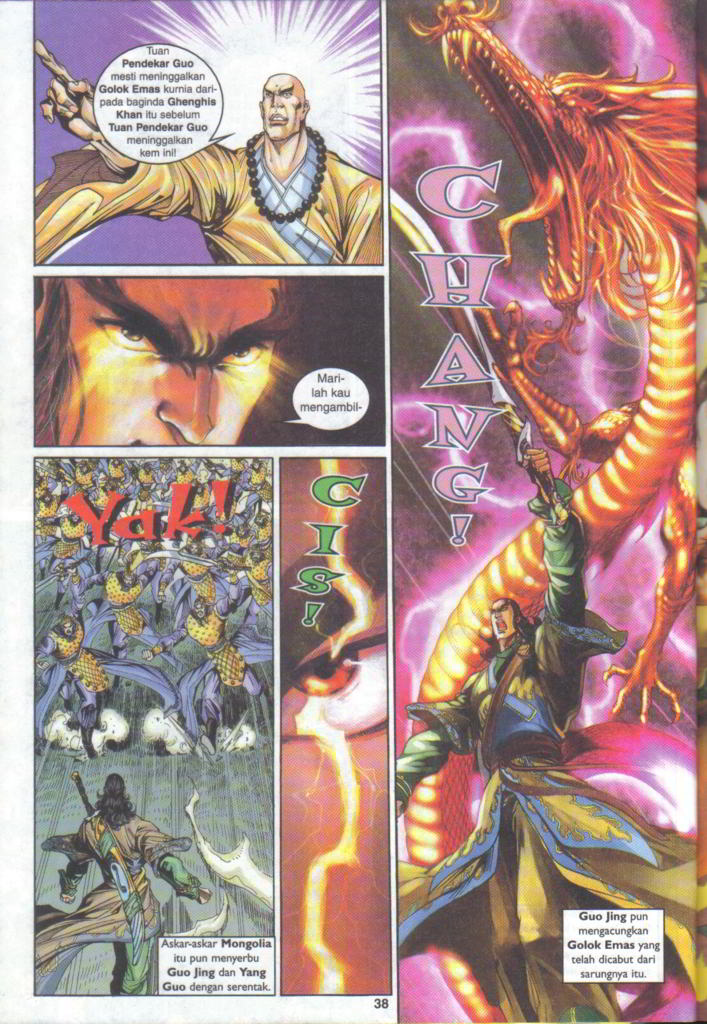 Tuan
Pendekar Guo
mesti meninggalkan
Golok Emas kurnia dari-
pada baginda Ghenghis
Khan itu sebelum
Tuan Pendekar Guo
meninggalkan
kem ini!
Mari-
lah kau
mengambil-
Yak!
Askar-askar Mongolia
itu pun menyerbu
Guo Jing dan Yang
Guo dengan serentak.
CIS!
CHANG!
Guo Jing pun
mengacungkan
Golok Emas yang
telah dicabut dari
sarungnya itu.
38